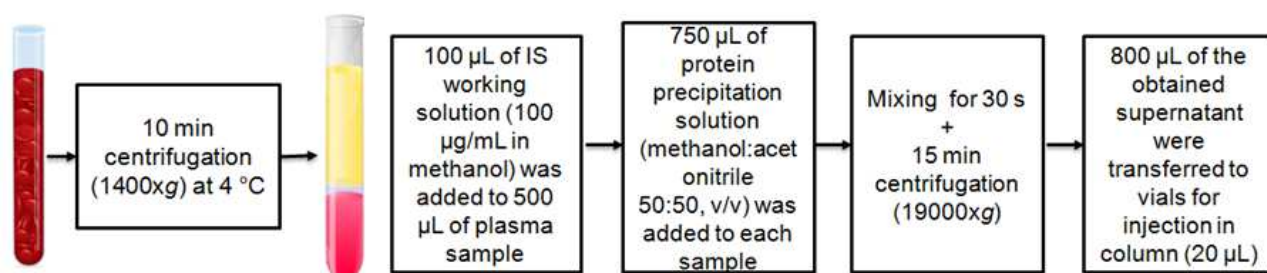 10 min
centrifugation
(1400xg) at 4 °C
100 µL of IS
working
solution (100
µg/mL in
methanol) was
added to 500
µL of plasma
sample
750 µL of
protein
precipitation
solution
(methanol:acet
onitrile
50:50, v/v) was
added to each
sample
Mixing for 30 s
+
15 min
centrifugation
(19000xg)
800 µL of the
obtained
supernatant
were
transferred to
vials for
injection in
column (20 µL)